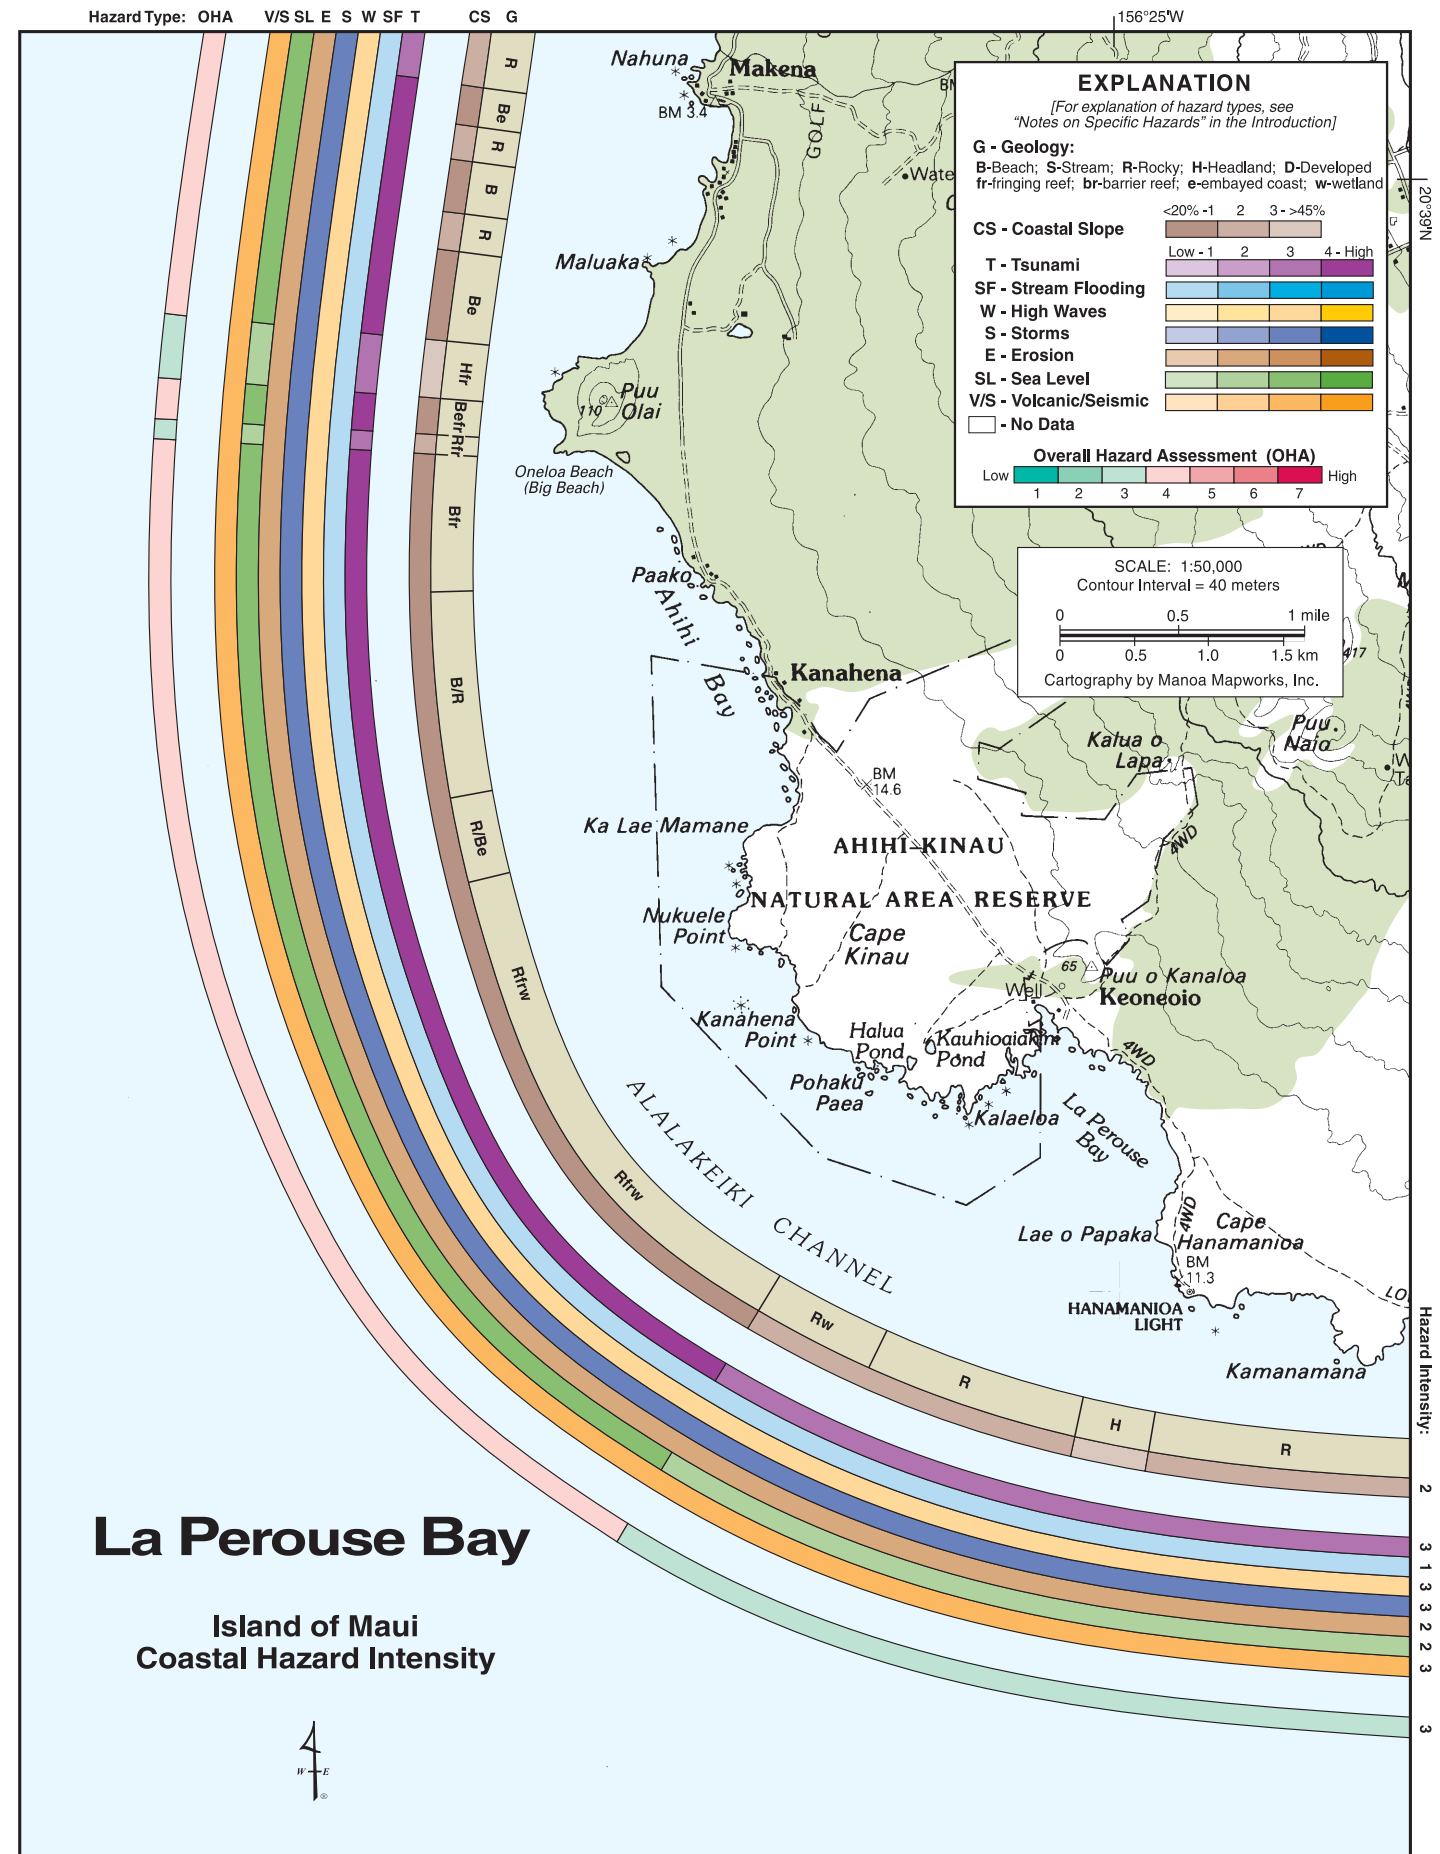 Hazard Type: OHA V/S SL E S W SF T CS G
156°25'W
20°39'N
EXPLANATION
[For explanation of hazard types, see
“Notes on Specific Hazards” in the Introduction]
G - Geology:
B-Beach; S-Stream; R-Rocky; H-Headland; D-Developed
fr-fringing reef; br-barrier reef; e-embayed coast; w-wetland
<20% -1 2 3 - >45%
CS - Coastal Slope
Low - 1 2 3 4 - High
T - Tsunami
SF - Stream Flooding
W - High Waves
S - Storms
E - Erosion
SL - Sea Level
V/S - Volcanic/Seismic
- No Data
Overall Hazard Assessment (OHA)
Low High
1 2 3 4 5 6 7
SCALE: 1:50,000
Contour Interval = 40 meters
0 0.5 1 mile
0 0.5 1.0 1.5 km
Cartography by Manoa Mapworks, Inc.
Nahuna
Makena
BM 3.4
GOLF
Wate
Maluaka
Puu
Olai
110
Oneloa Beach
(Big Beach)
Paako
Ahihi
Bay
Kanahena
417
Puu
Naio
Kalua o
Lapa
BM
14.6
Ka Lae Mamane
AHIHI-KINAU
NATURAL AREA RESERVE
4WD
Nukuele
Point
Cape
Kinau
65
Puu o Kanaloa
Well
Keoneoio
Kanahena
Point
Halua
Pond
Kauhioaiakini
Pond
4WD
Pohaku
Paea
Kalaeloa
La Perouse
Bay
ALALAKEIKI CHANNEL
Lae o Papaka
4WD
Cape
Hanamanioa
BM
11.3
HANAMANIOA
LIGHT
Kamanamana
R
Be
R
B
R
Be
Hfr
Befr
Rfr
Bfr
B/R
R/Be
Rfrw
Rfrw
Rw
R
H
R
Hazard Intensity:
2
3
1
3
3
2
2
3
3
La Perouse Bay
Island of Maui
Coastal Hazard Intensity
W E